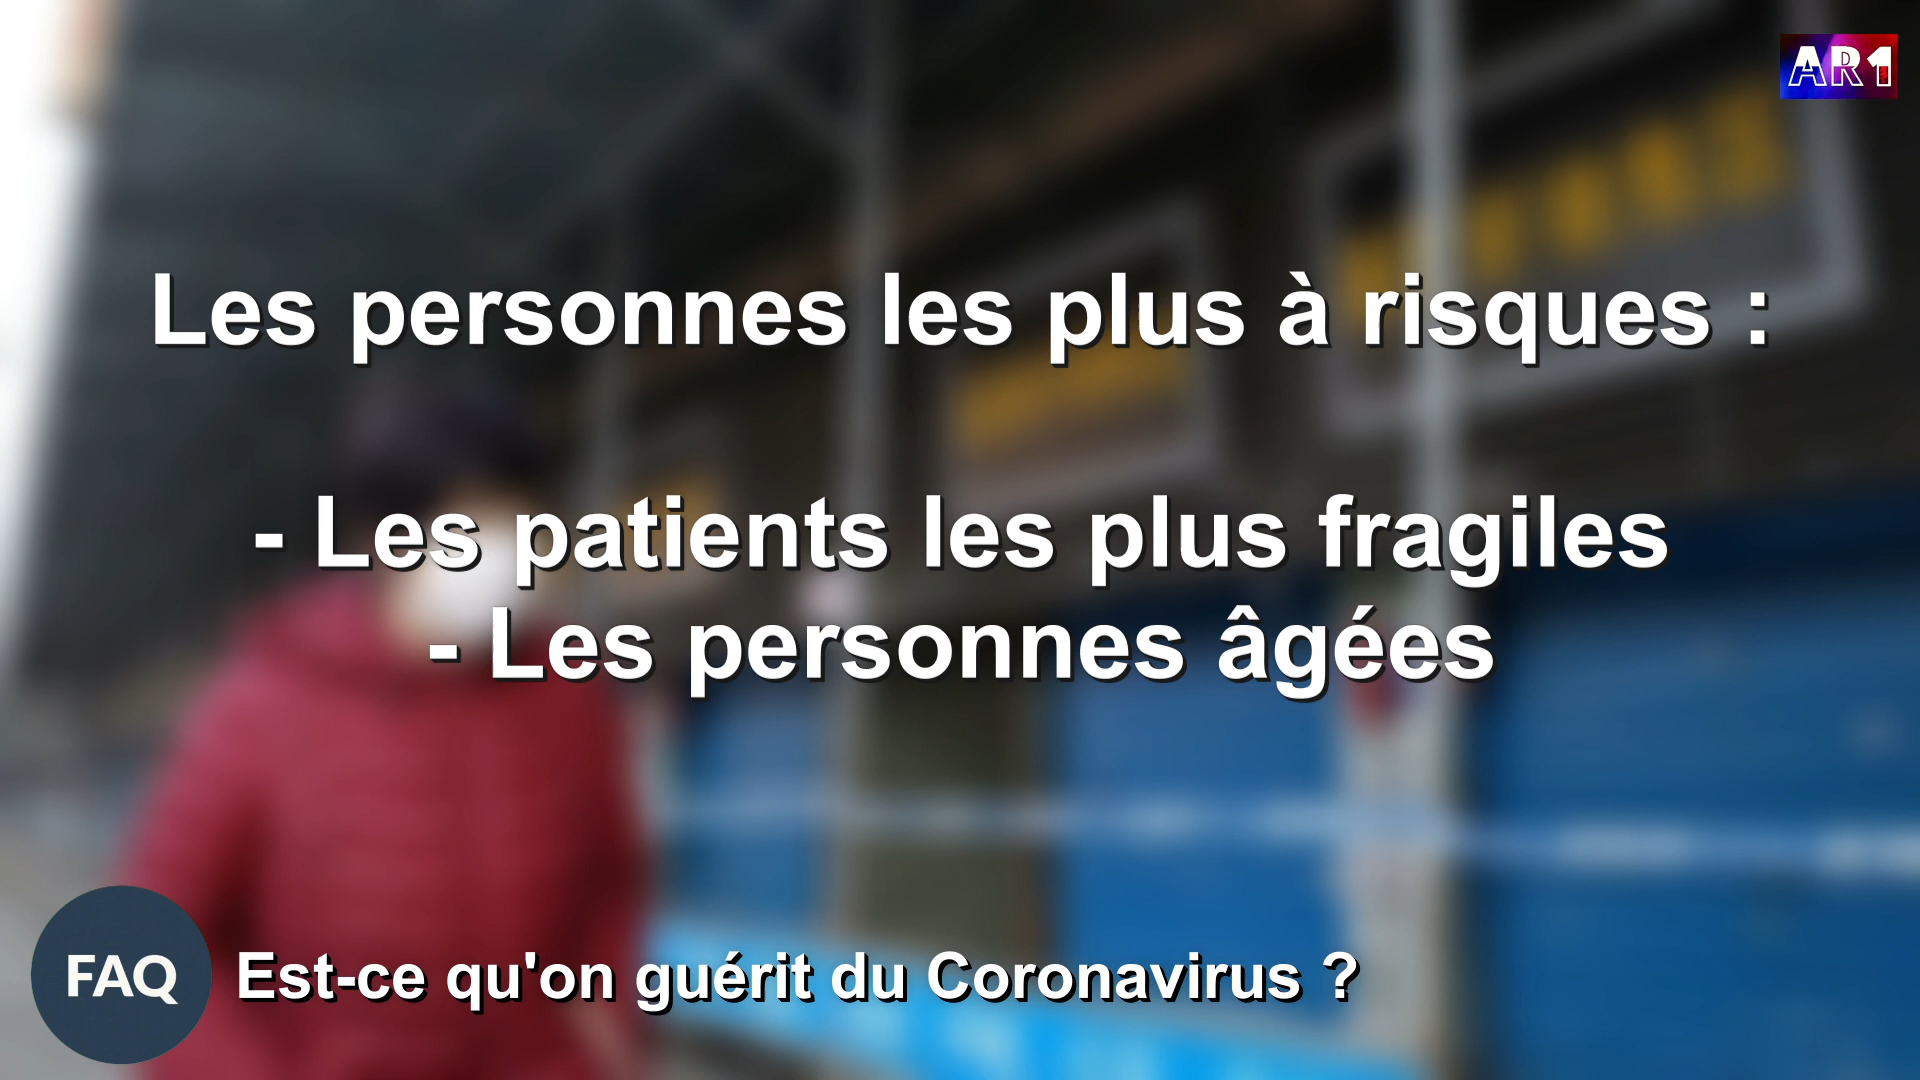 AR1
Les personnes les plus à risques :
- Les patients les plus fragiles
- Les personnes âgées
FAQ
Est-ce qu'on guérit du Coronavirus ?